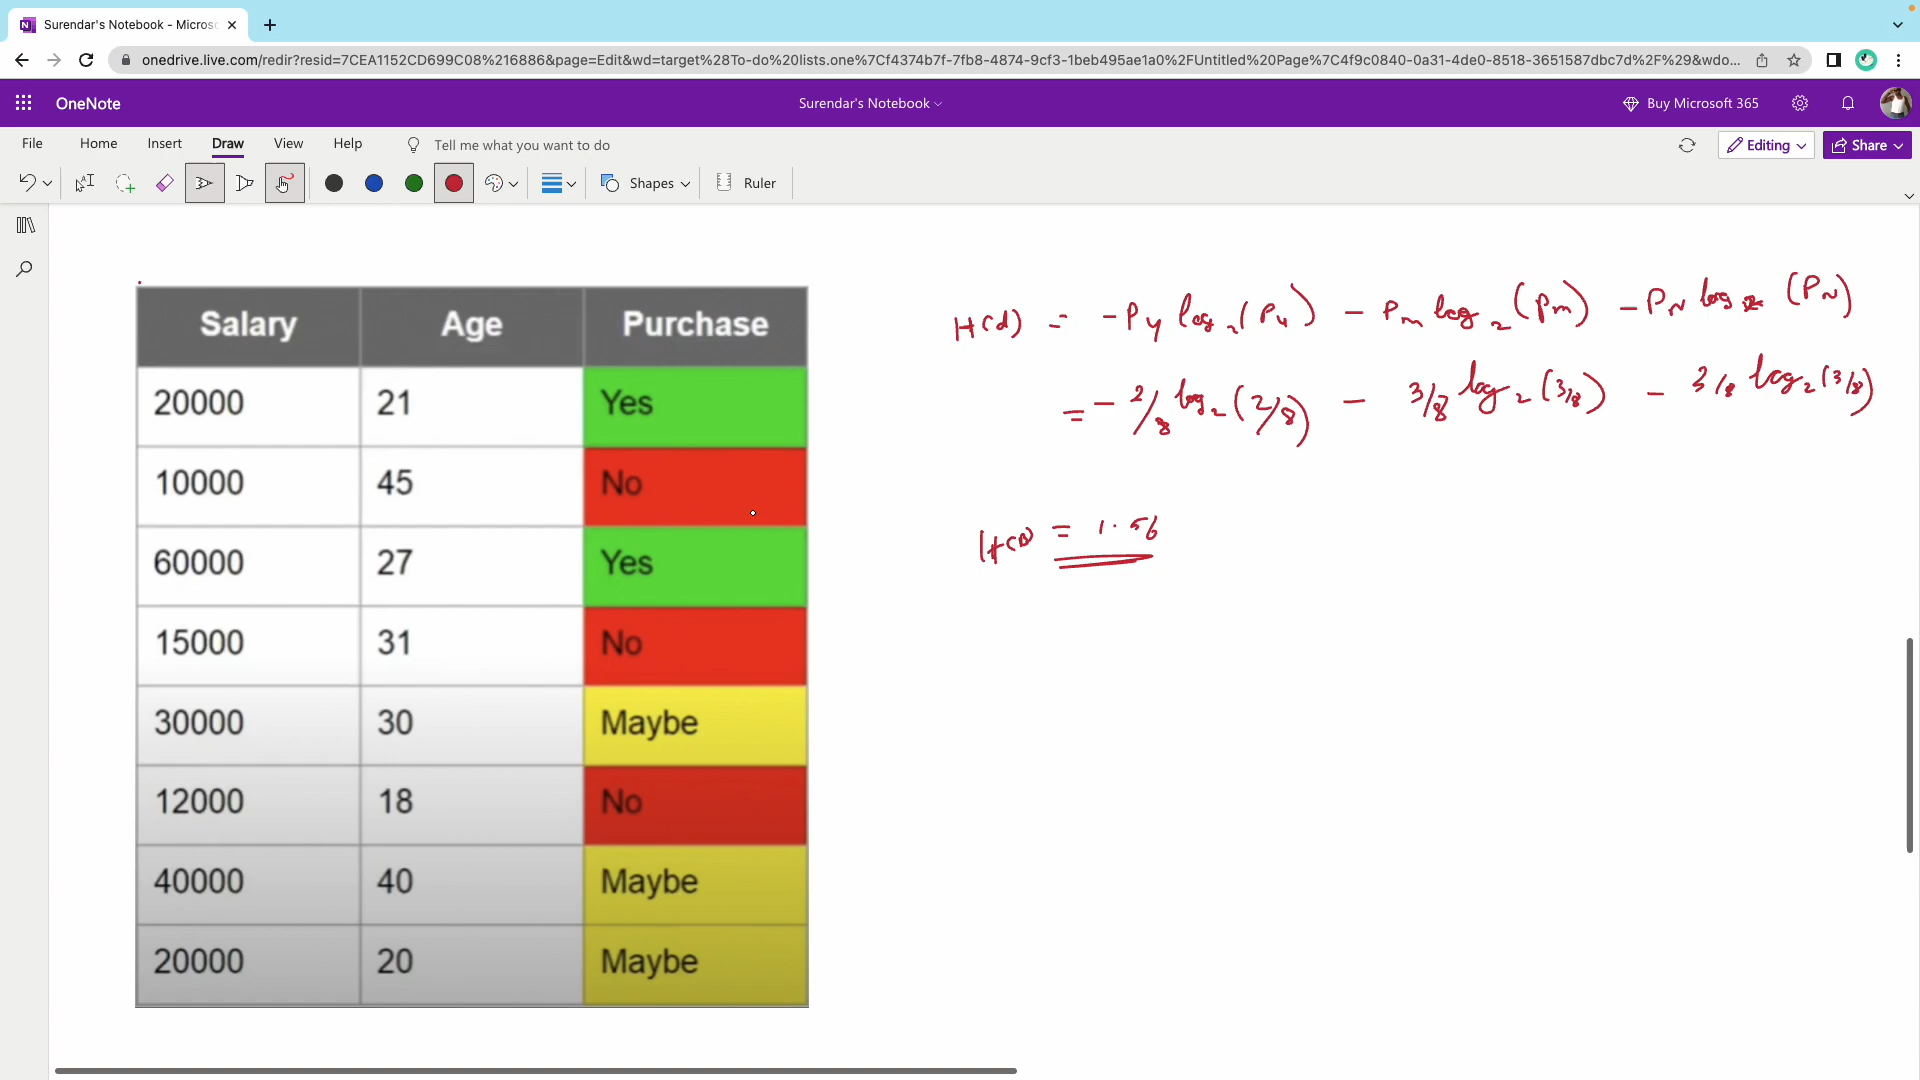 Surendar's Notebook - Micros
onedrive.live.com/redir?resid=7CEA1152CD699C08%216886&page=Edit&wd=target%28To-do%20lists.one%7Cf4374b7f-7fb8-4874-9cf3-1beb495ae1a0%2FUntitled%20Page%7C4f9c0840-0a31-4de0-8518-3651587dbc7d%2F%29&wdo...
OneNote
Surendar's Notebook
Buy Microsoft 365
File Home Insert Draw View Help Tell me what you want to do
Editing Share
Shapes Ruler
Salary Age Purchase
20000 21 Yes
10000 45 No
60000 27 Yes
15000 31 No
30000 30 Maybe
12000 18 No
40000 40 Maybe
20000 20 Maybe
H(d) = -Py log2(Py) - Pm log2(Pm) - PN log2(PN)
= - 2/8 log2(2/8) - 3/8 log2(3/8) - 3/8 log2(3/8)
= 1.56